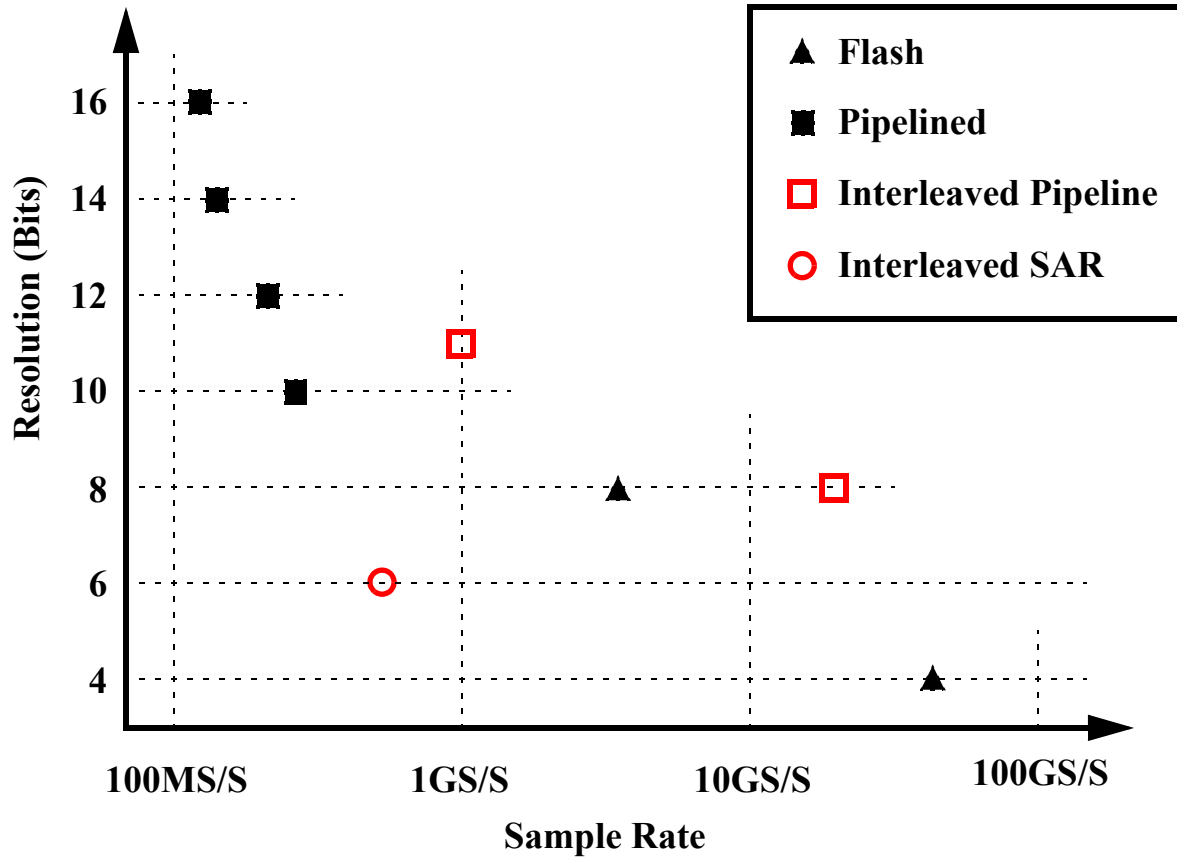 Flash
Pipelined
Interleaved Pipeline
Interleaved SAR
Resolution (Bits)
16
14
12
10
8
6
4
100MS/S
1GS/S
10GS/S
100GS/S
Sample Rate